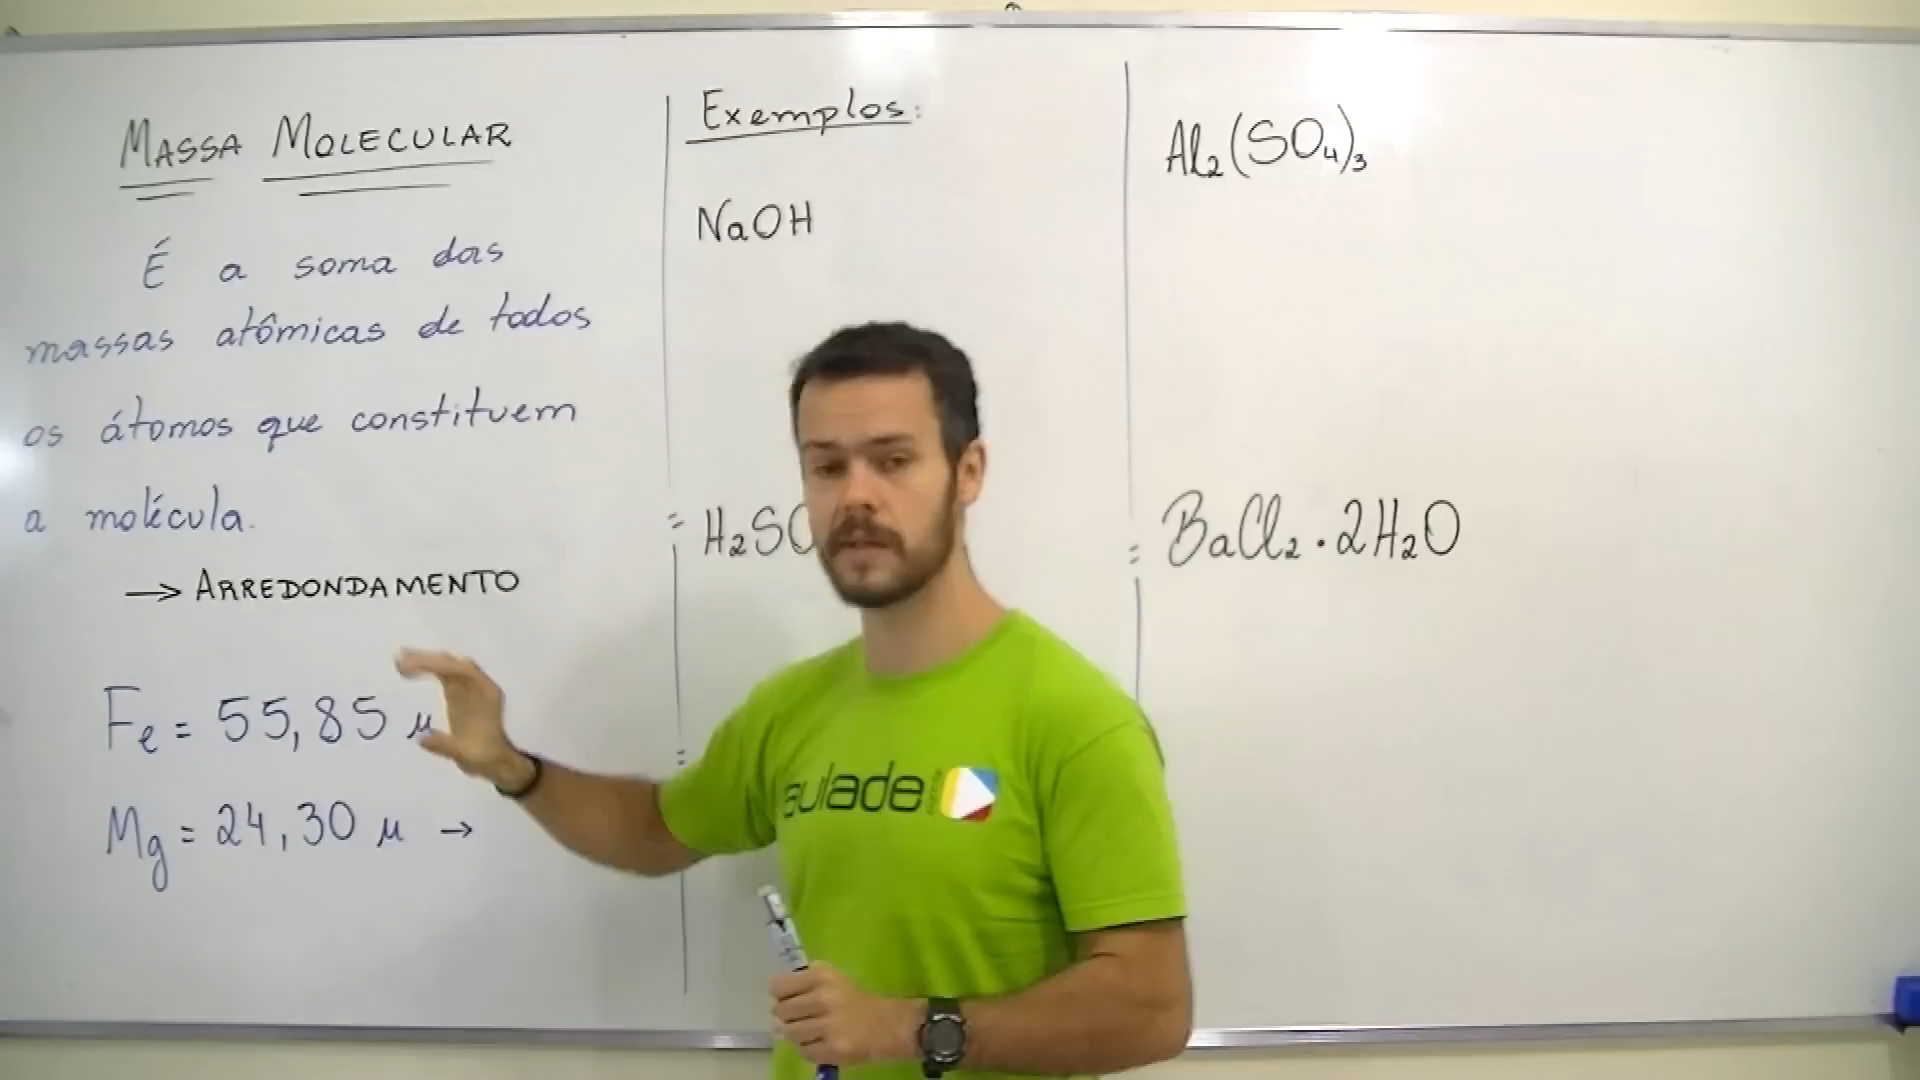 MASSA MOLECULAR
É a soma das
massas atômicas de todos
os átomos que constituem
a molécula.
→ ARREDONDAMENTO
Fe = 55,85 u
Mg = 24,30 u →
Exemplos:
NaOH
= H₂SO
=
Al₂(SO₄)₃
= BaCl₂ · 2H₂O
aulade